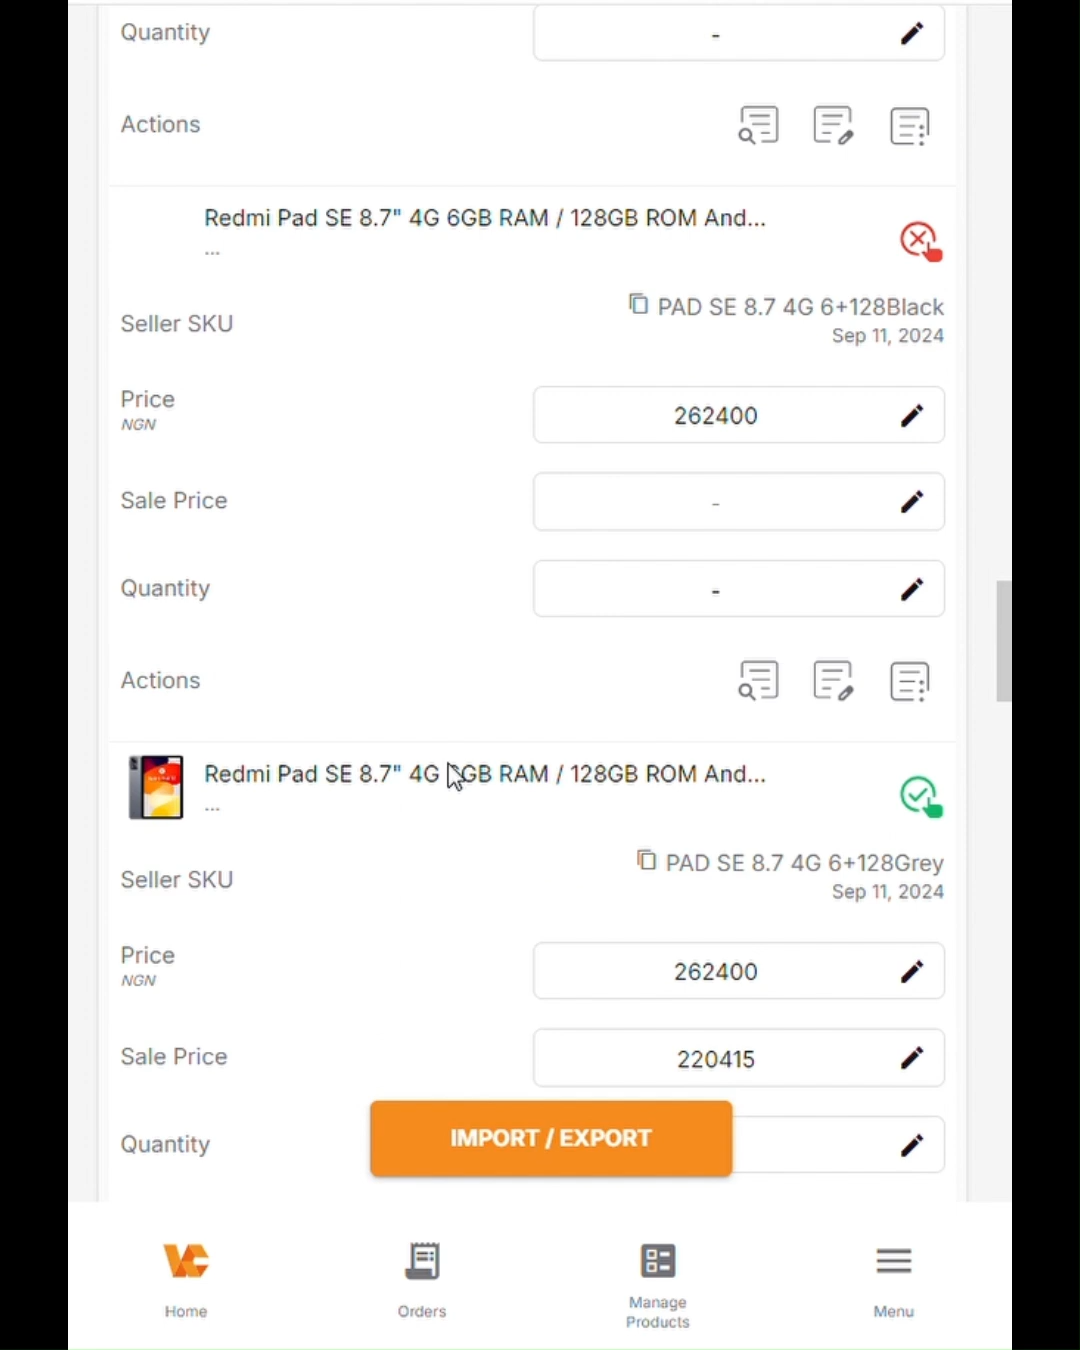 Quantity
-
Actions
Redmi Pad SE 8.7" 4G 6GB RAM / 128GB ROM And...
...
Seller SKU
PAD SE 8.7 4G 6+128Black
Sep 11, 2024
Price
NGN
262400
Sale Price
-
Quantity
-
Actions
Redmi Pad SE 8.7" 4G 6GB RAM / 128GB ROM And...
...
Seller SKU
PAD SE 8.7 4G 6+128Grey
Sep 11, 2024
Price
NGN
262400
Sale Price
220415
Quantity
IMPORT / EXPORT
Home
Orders
Manage
Products
Menu